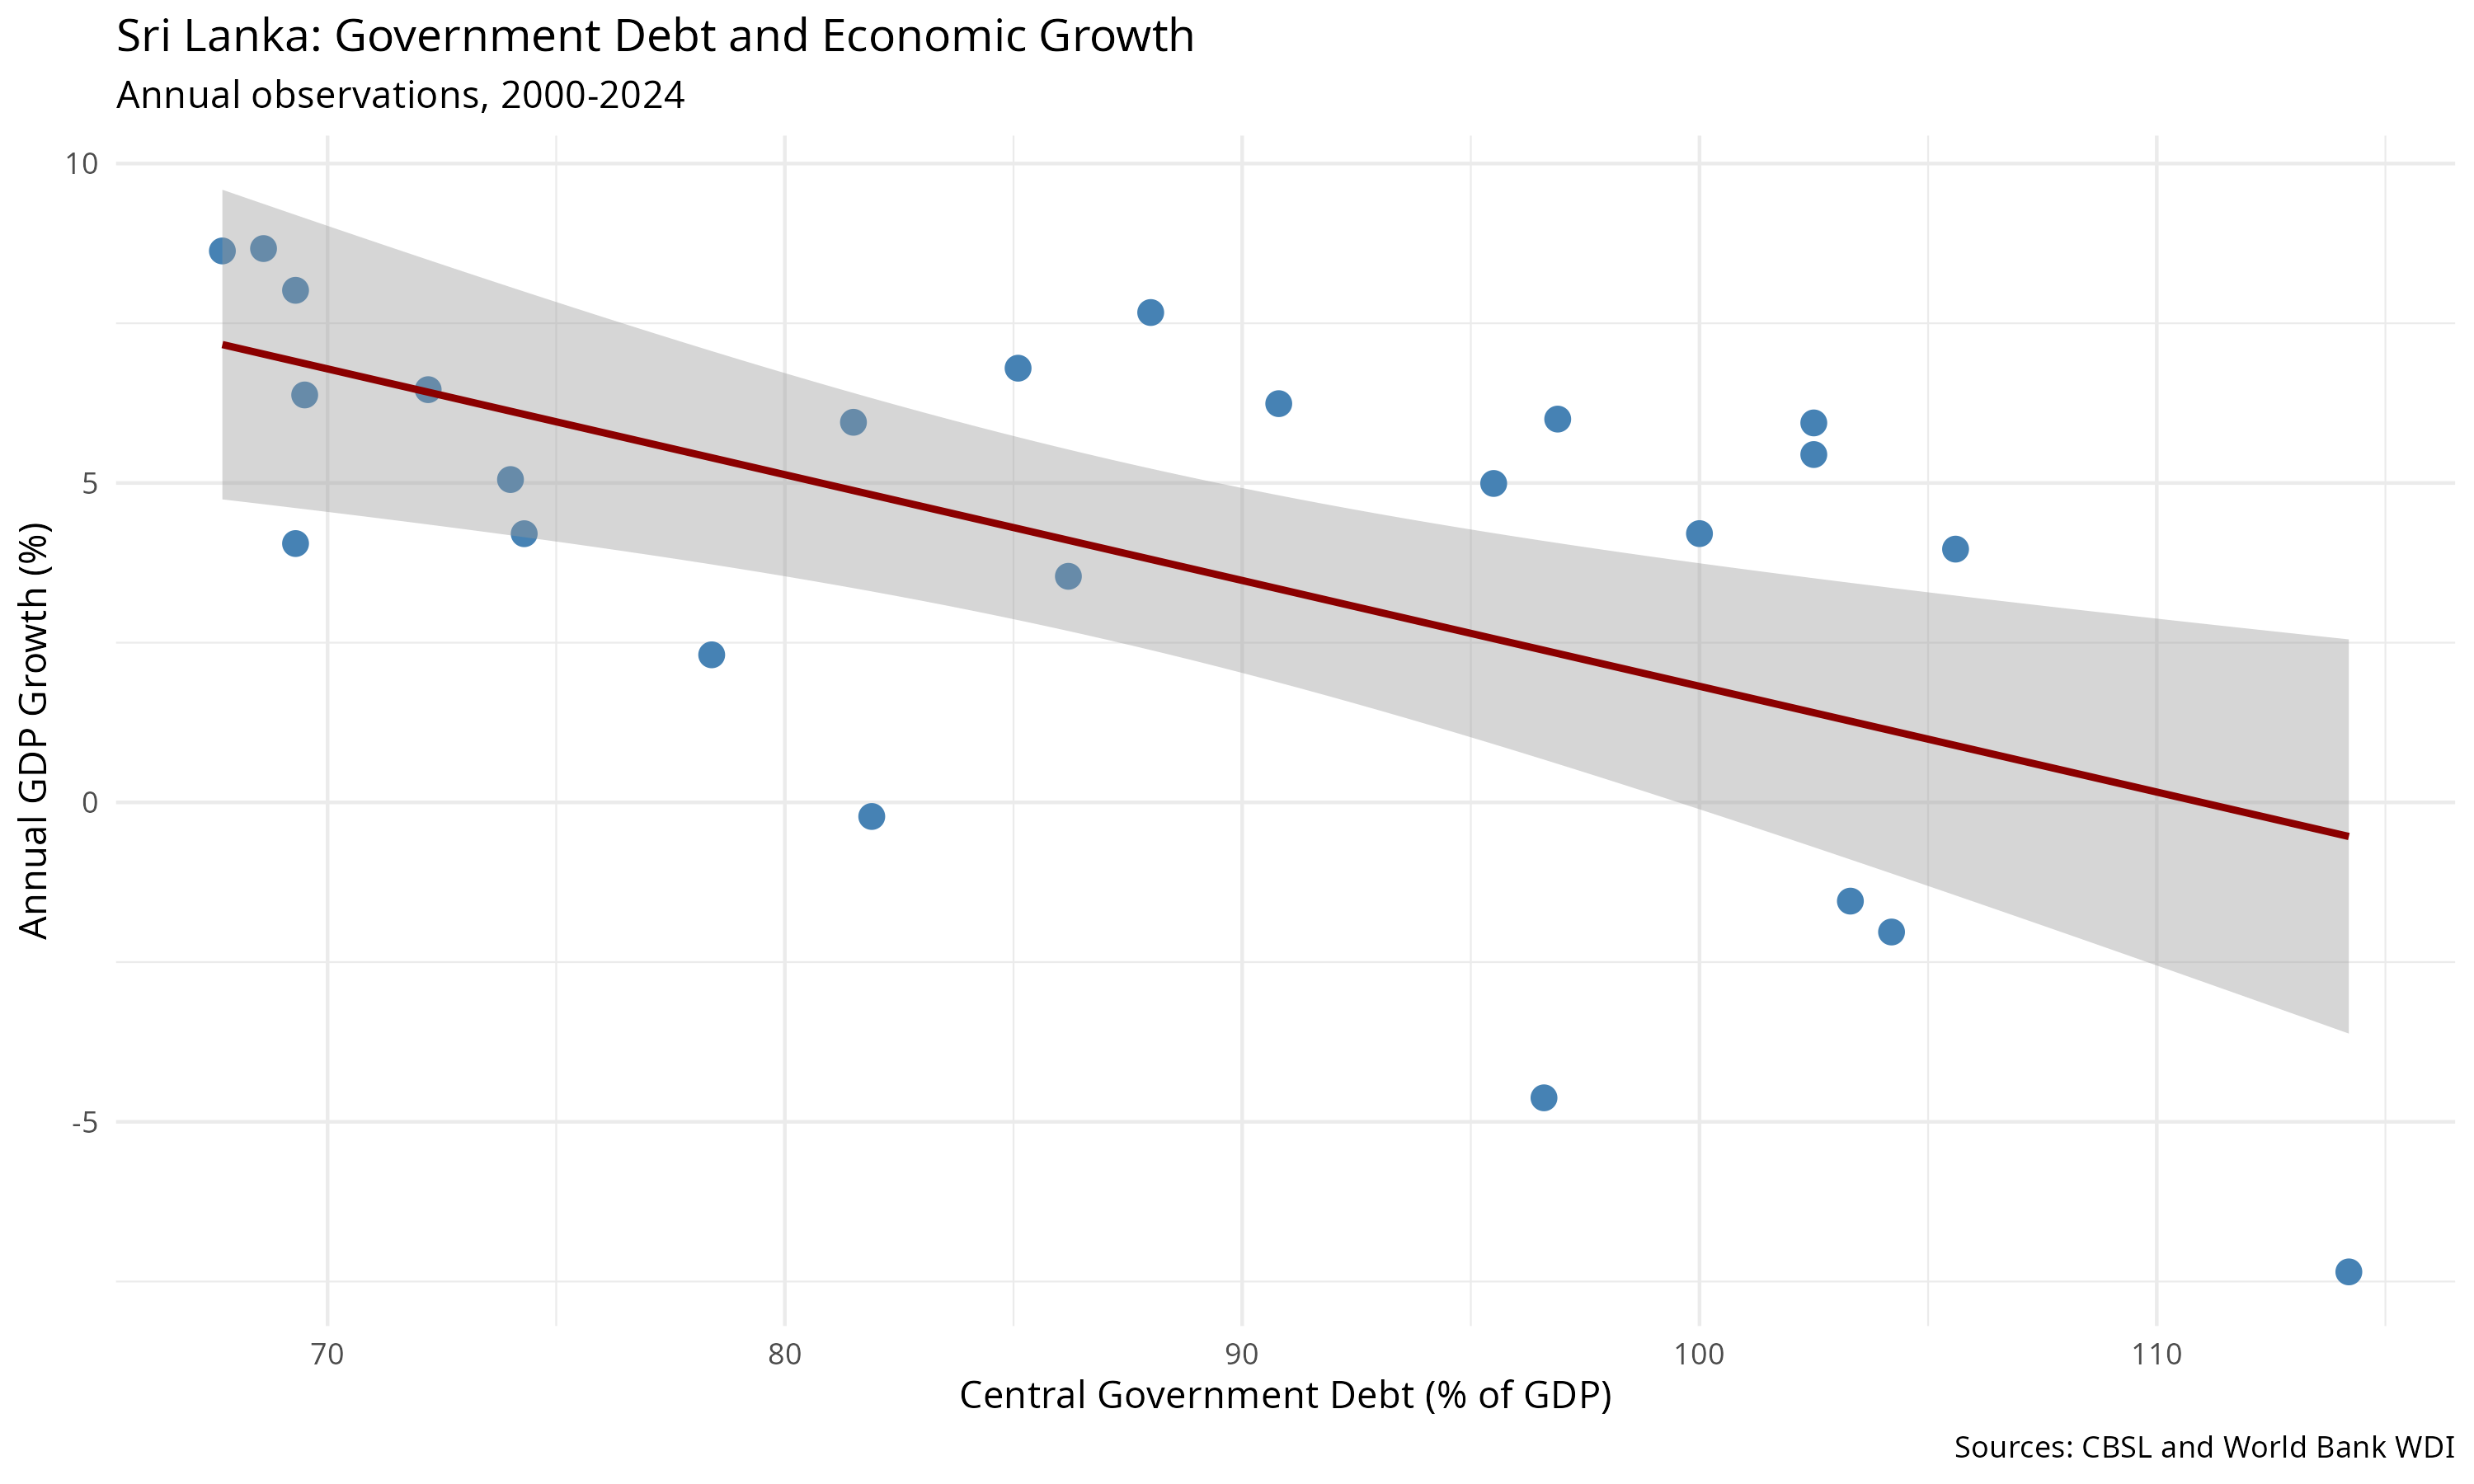 Sri Lanka: Government Debt and Economic Growth
Annual observations, 2000-2024
Annual GDP Growth (%)
10
5
0
-5
70 80 90 100 110
Central Government Debt (% of GDP)
Sources: CBSL and World Bank WDI